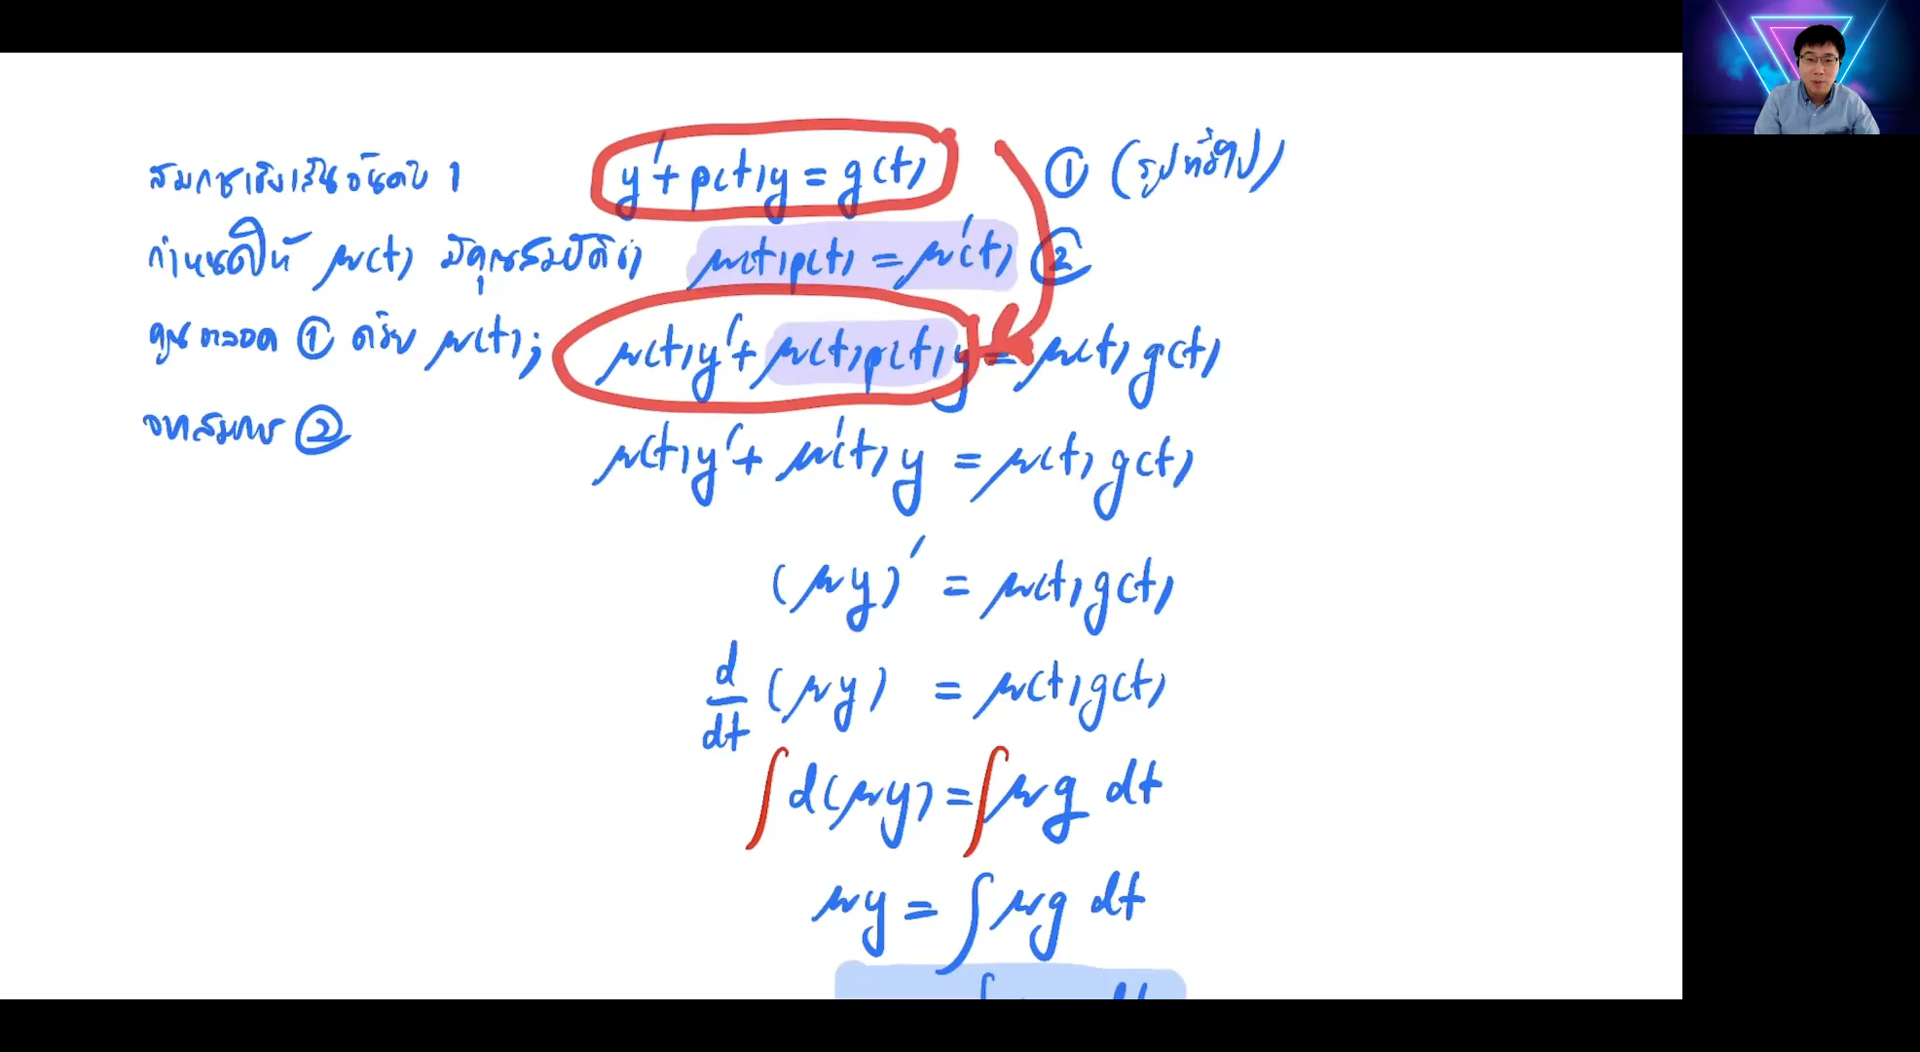 สมการเชิงเส้นอันดับ 1 y' + p(t)y = g(t) ① (รูปทั่วไป)
กำหนดให้ μ(t) มีคุณสมบัติว่า μ(t)p(t) = μ'(t) ②
คูณตลอด ① ด้วย μ(t); μ(t)y' + μ(t)p(t)y = μ(t)g(t)
จากสมการ ②
μ(t)y' + μ'(t)y = μ(t)g(t)
(μy)' = μ(t)g(t)
d/dt (μy) = μ(t)g(t)
∫d(μy) = ∫μg dt
μy = ∫μg dt